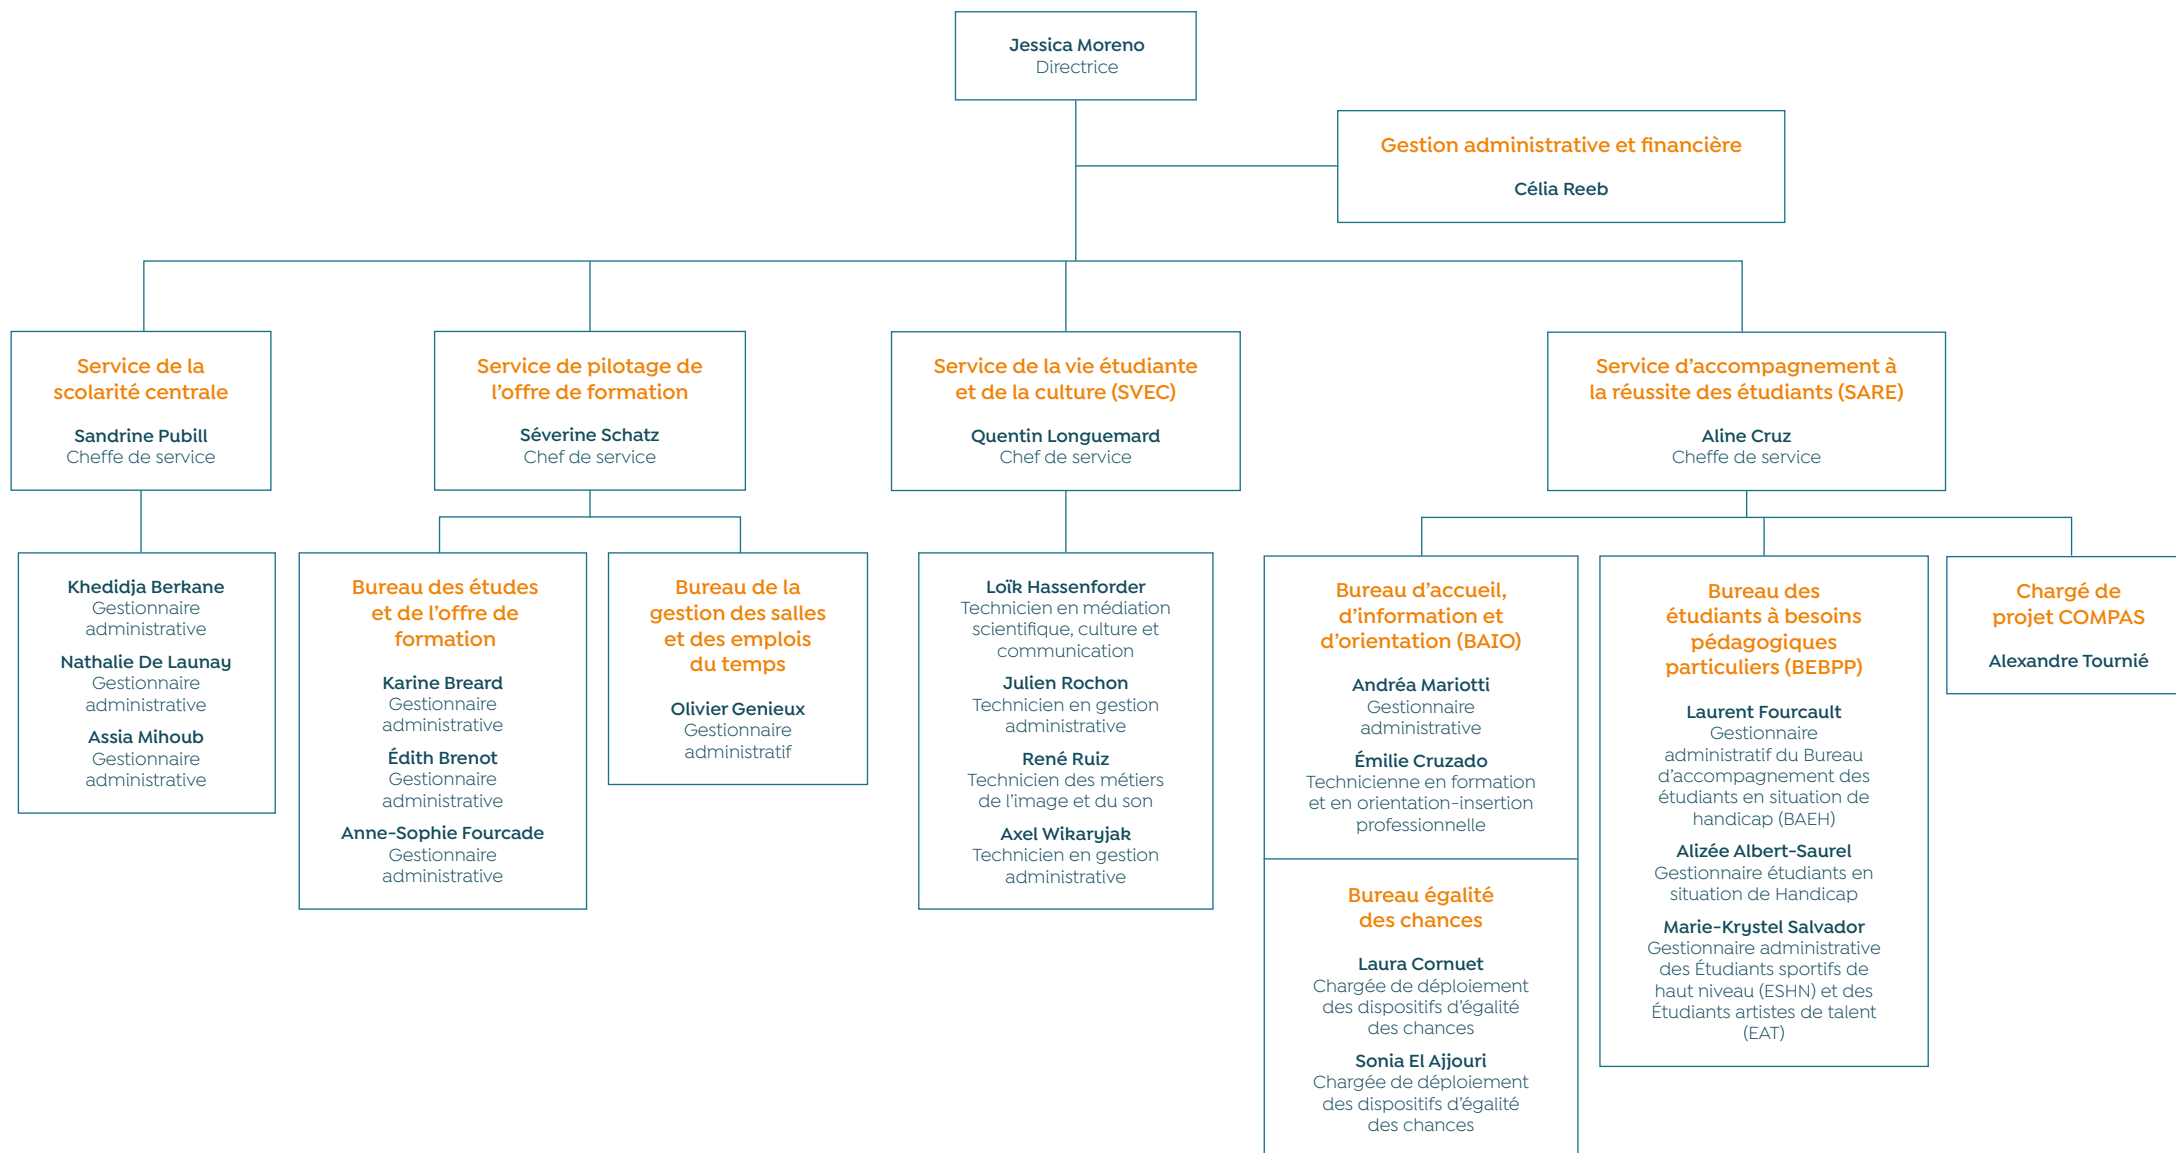 Jessica Moreno
Directrice
Gestion administrative et financière
Célia Reeb
Service de la
scolarité centrale
Sandrine Pubill
Cheffe de service
Service de pilotage de
l'offre de formation
Séverine Schatz
Chef de service
Service de la vie étudiante
et de la culture (SVEC)
Quentin Longuemard
Chef de service
Service d'accompagnement à
la réussite des étudiants (SARE)
Aline Cruz
Cheffe de service
Khedidja Berkane
Gestionnaire
administrative
Nathalie De Launay
Gestionnaire
administrative
Assia Mihoub
Gestionnaire
administrative
Bureau des études
et de l'offre de
formation
Karine Breard
Gestionnaire
administrative
Édith Brenot
Gestionnaire
administrative
Anne-Sophie Fourcade
Gestionnaire
administrative
Bureau de la
gestion des salles
et des emplois
du temps
Olivier Genieux
Gestionnaire
administratif
Loïk Hassenforder
Technicien en médiation
scientifique, culture et
communication
Julien Rochon
Technicien en gestion
administrative
René Ruiz
Technicien des métiers
de l'image et du son
Axel Wikaryjak
Technicien en gestion
administrative
Bureau d'accueil,
d'information et
d'orientation (BAIO)
Andréa Mariotti
Gestionnaire
administrative
Émilie Cruzado
Technicienne en formation
et en orientation-insertion
professionnelle
Bureau égalité
des chances
Laura Cornuet
Chargée de déploiement
des dispositifs d'égalité
des chances
Sonia El Ajjouri
Chargée de déploiement
des dispositifs d'égalité
des chances
Bureau des
étudiants à besoins
pédagogiques
particuliers (BEBPP)
Laurent Fourcault
Gestionnaire
administratif du Bureau
d'accompagnement des
étudiants en situation de
handicap (BAEH)
Alizée Albert-Saurel
Gestionnaire étudiants en
situation de Handicap
Marie-Krystel Salvador
Gestionnaire administrative
des Étudiants sportifs de
haut niveau (ESHN) et des
Étudiants artistes de talent
(EAT)
Chargé de
projet COMPAS
Alexandre Tournié